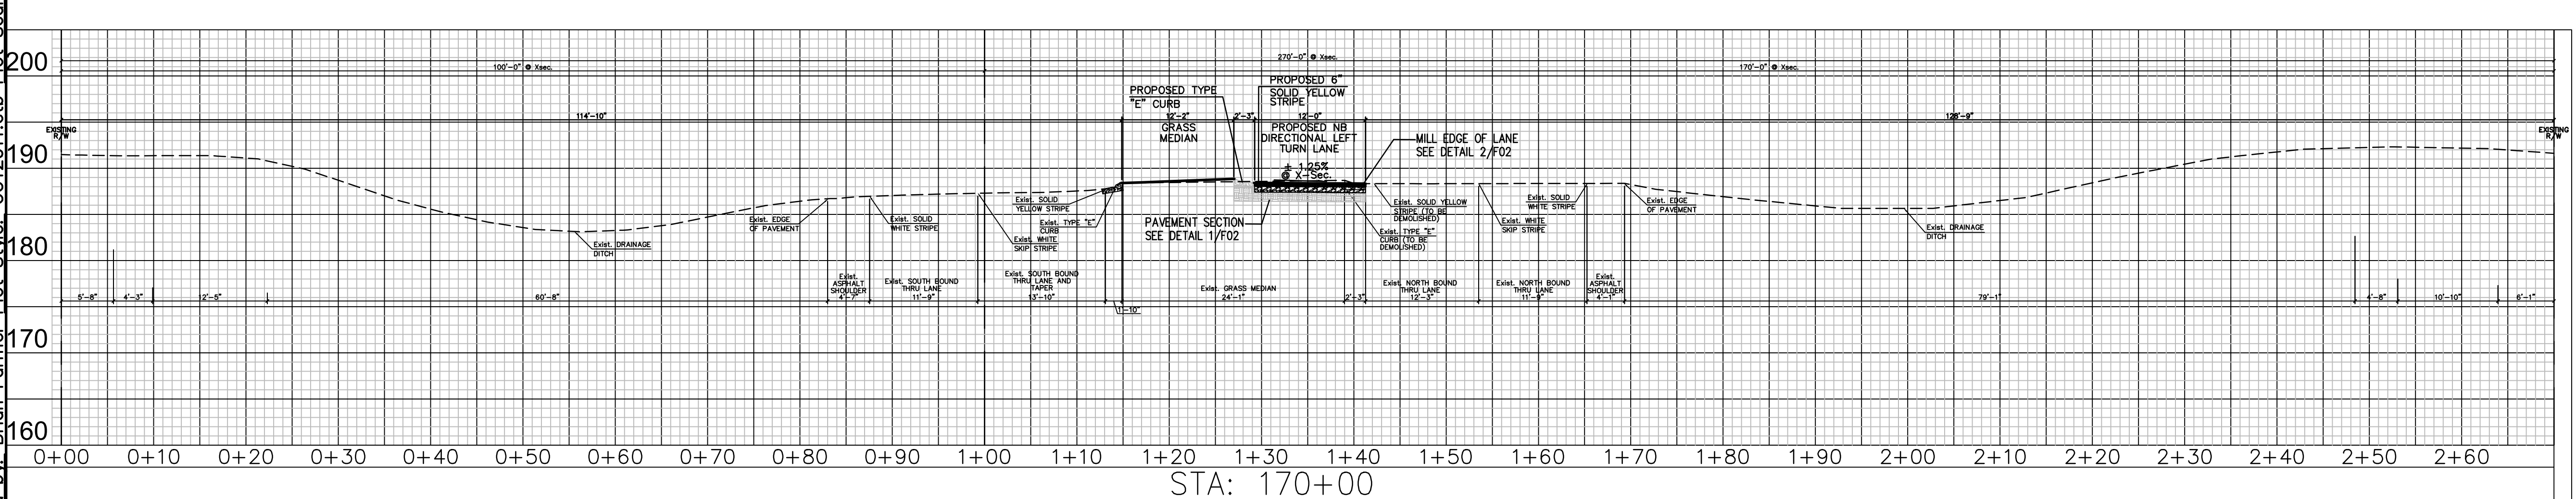 200
190
180
170
160
270'-0" @ Xsec.
100'-0" @ Xsec.
170'-0" @ Xsec.
PROPOSED TYPE
"E" CURB
PROPOSED 6"
SOLID YELLOW
STRIPE
114'-10"
12'-2"
2'-3"
12'-0"
128'-9"
EXISTING
R/W
GRASS
MEDIAN
PROPOSED NB
DIRECTIONAL LEFT
TURN LANE
± 1.25%
@ X-Sec.
MILL EDGE OF LANE
SEE DETAIL 2/F02
EXISTING
R/W
Exist. DRAINAGE
DITCH
Exist. EDGE
OF PAVEMENT
Exist. SOLID
WHITE STRIPE
Exist. SOLID
YELLOW STRIPE
Exist. TYPE "E"
CURB
Exist. WHITE
SKIP STRIPE
PAVEMENT SECTION
SEE DETAIL 1/F02
Exist. SOLID YELLOW
STRIPE (TO BE
DEMOLISHED)
Exist. TYPE "E"
CURB (TO BE
DEMOLISHED)
Exist. SOLID
WHITE STRIPE
Exist. WHITE
SKIP STRIPE
Exist. EDGE
OF PAVEMENT
Exist. DRAINAGE
DITCH
5'-8"
4'-3"
12'-5"
60'-8"
Exist.
ASPHALT
SHOULDER
4'-7"
Exist. SOUTH BOUND
THRU LANE
11'-9"
Exist. SOUTH BOUND
THRU LANE AND
TAPER
13'-10"
1'-10"
Exist. GRASS MEDIAN
24'-1"
2'-3"
Exist. NORTH BOUND
THRU LANE
12'-3"
Exist. NORTH BOUND
THRU LANE
11'-9"
Exist.
ASPHALT
SHOULDER
4'-1"
79'-1"
4'-8"
10'-10"
6'-1"
0+00 0+10 0+20 0+30 0+40 0+50 0+60 0+70 0+80 0+90 1+00 1+10 1+20 1+30 1+40 1+50 1+60 1+70 1+80 1+90 2+00 2+10 2+20 2+30 2+40 2+50 2+60
STA: 170+00